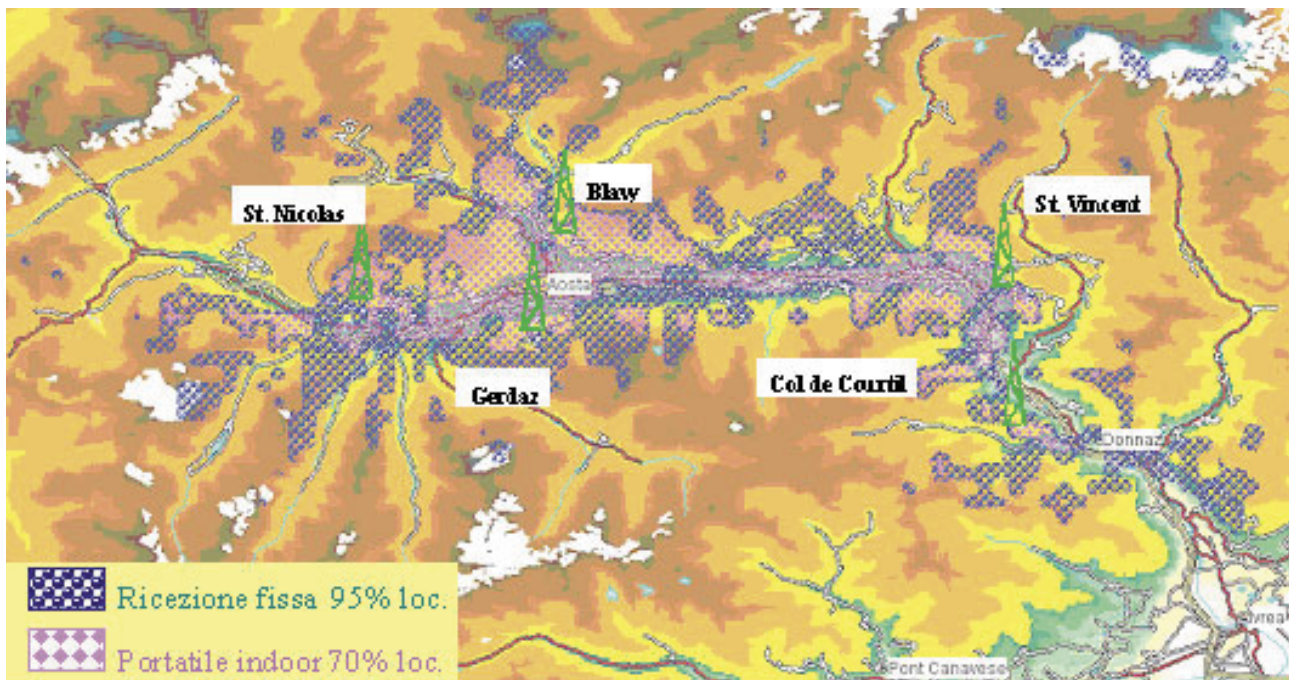 Blavy
St. Nicolas
St. Vincent
Aosta
Gerdaz
Col de Courtil
Donnaz
Ricezione fissa 95% loc.
Portatile indoor 70% loc.
Ivrea
Pont Canavese